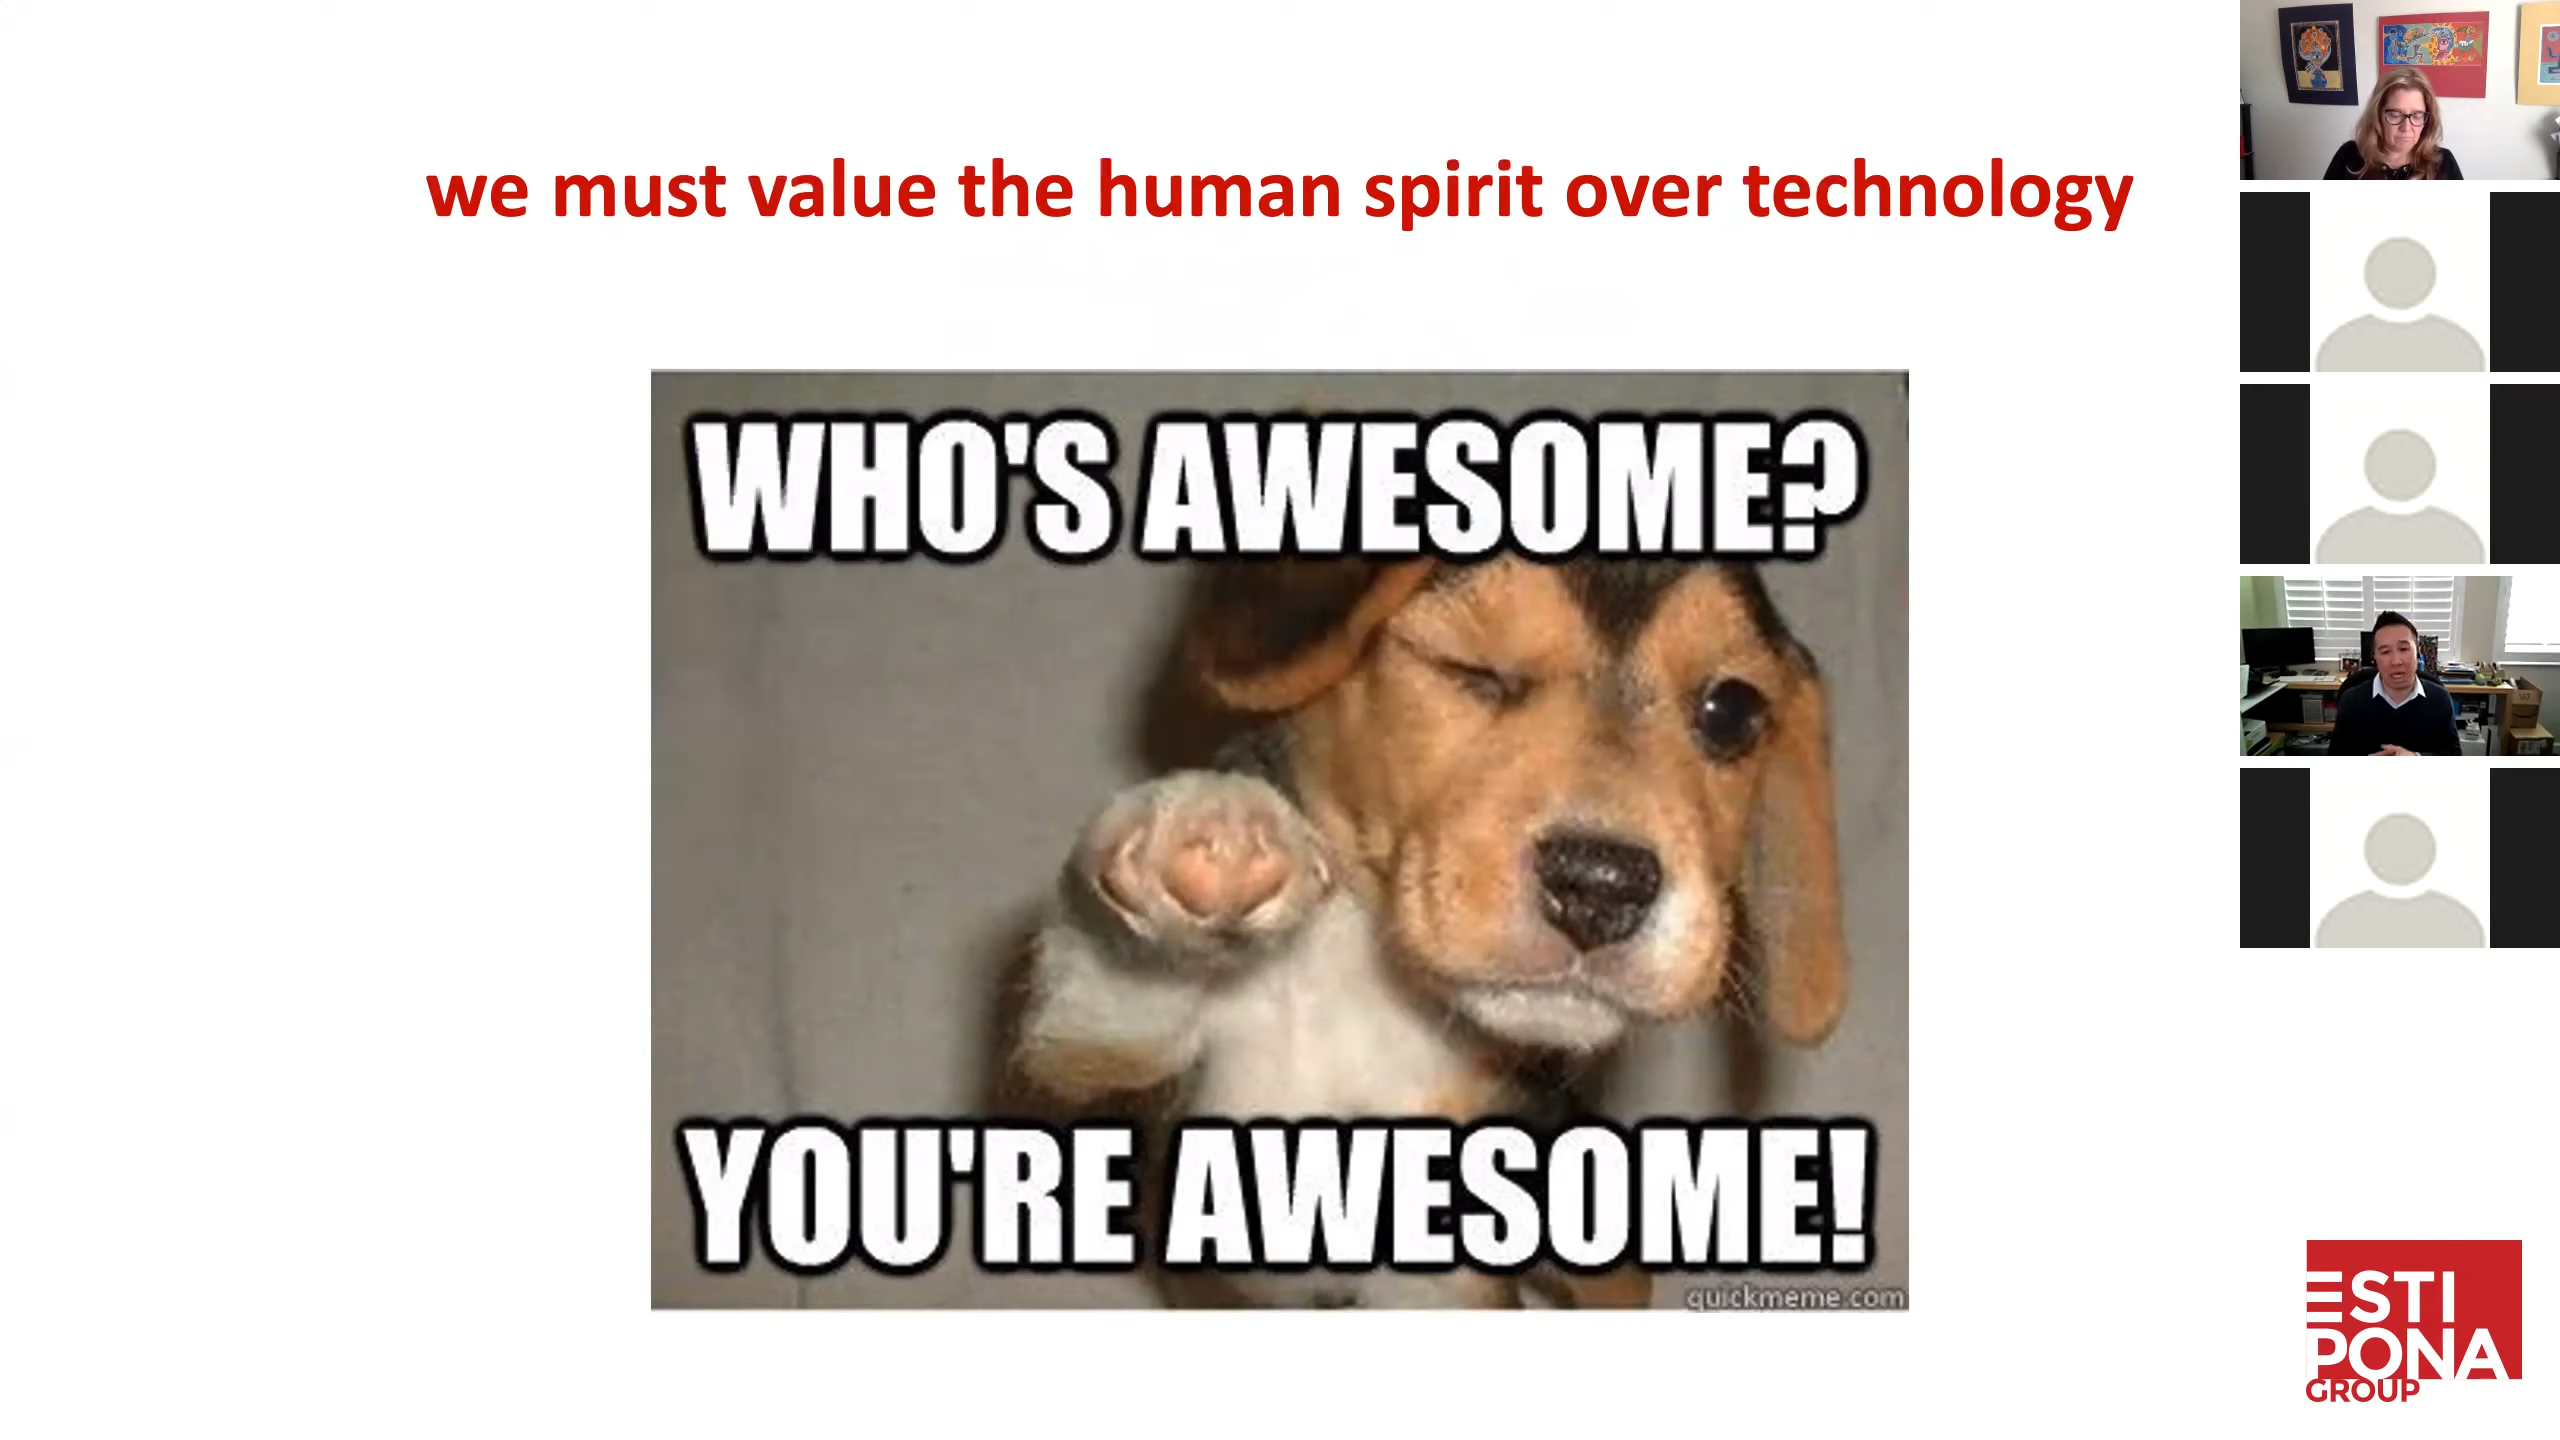 we must value the human spirit over technology
WHO'S AWESOME?
YOU'RE AWESOME!
quickmeme.com
ESTI
PONA
GROUP